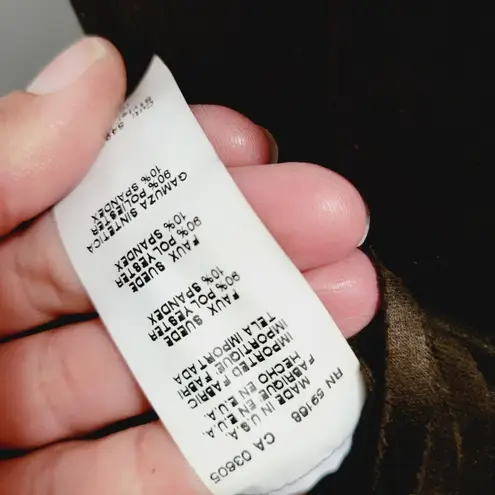 RN 59168 CA 03605
MADE IN U.S.A.
FABRIQUE' EN E.U.A.
HECHO EN E.U.A.
IMPORTED FABRIC
IMPORTIQUE' FABRI
TELA IMPORTADA
FAUX SUEDE
90% POLYESTER
10% SPANDEX
FAUX SUEDE
90% POLYESTER
10% SPANDEX
GAMUZA SINTETICA
90% POLIESTER
10% SPANDEX